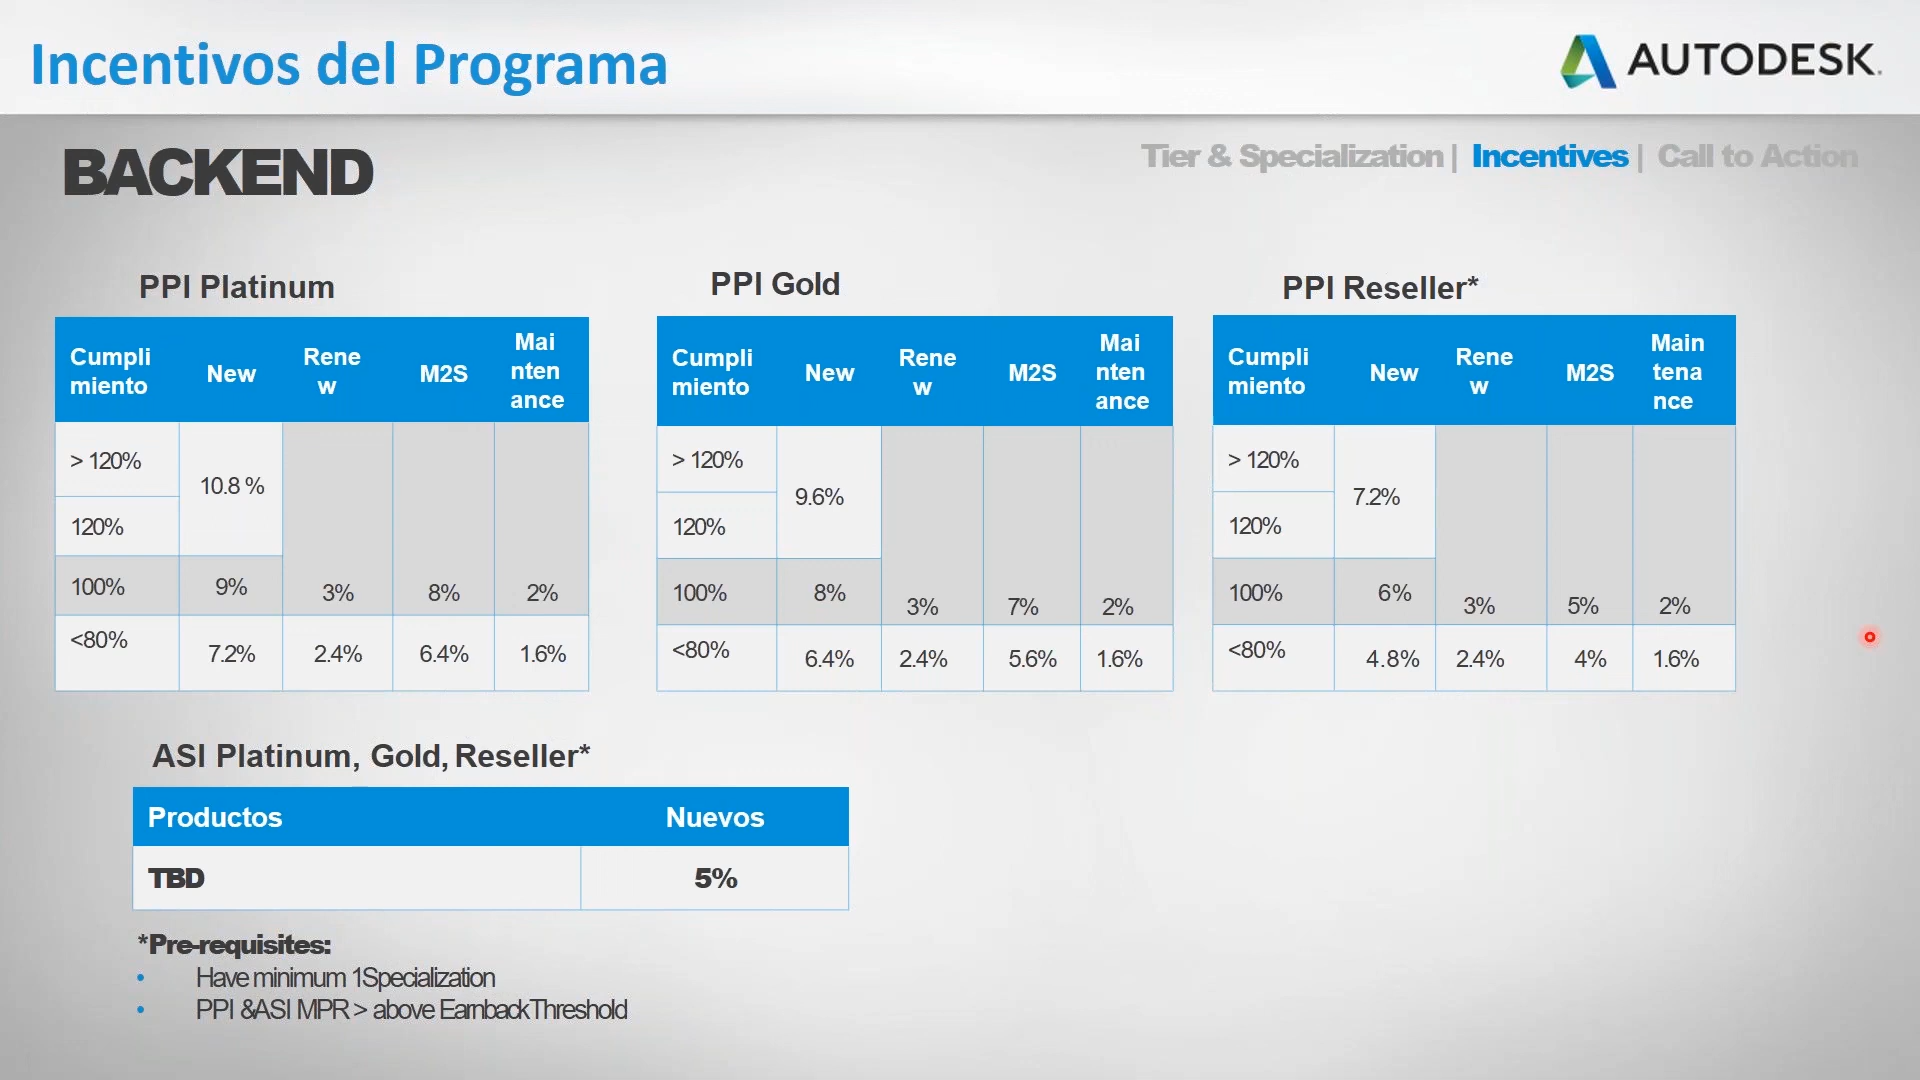 Incentivos del Programa
AUTODESK.
BACKEND
Tier & Specialization | Incentives | Call to Action
PPI Platinum
Cumpli
miento
New
Rene
w
M2S
Mai
nten
ance
> 120%
10.8 %
120%
100%
9%
3%
8%
2%
<80%
7.2%
2.4%
6.4%
1.6%
PPI Gold
Cumpli
miento
New
Rene
w
M2S
Mai
nten
ance
> 120%
9.6%
120%
100%
8%
3%
7%
2%
<80%
6.4%
2.4%
5.6%
1.6%
PPI Reseller*
Cumpli
miento
New
Rene
w
M2S
Main
tena
nce
> 120%
7.2%
120%
100%
6%
3%
5%
2%
<80%
4.8%
2.4%
4%
1.6%
ASI Platinum, Gold, Reseller*
Productos Nuevos
TBD 5%
*Pre-requisites:
• Have minimum 1Specialization
• PPI &ASI MPR > above EarnbackThreshold